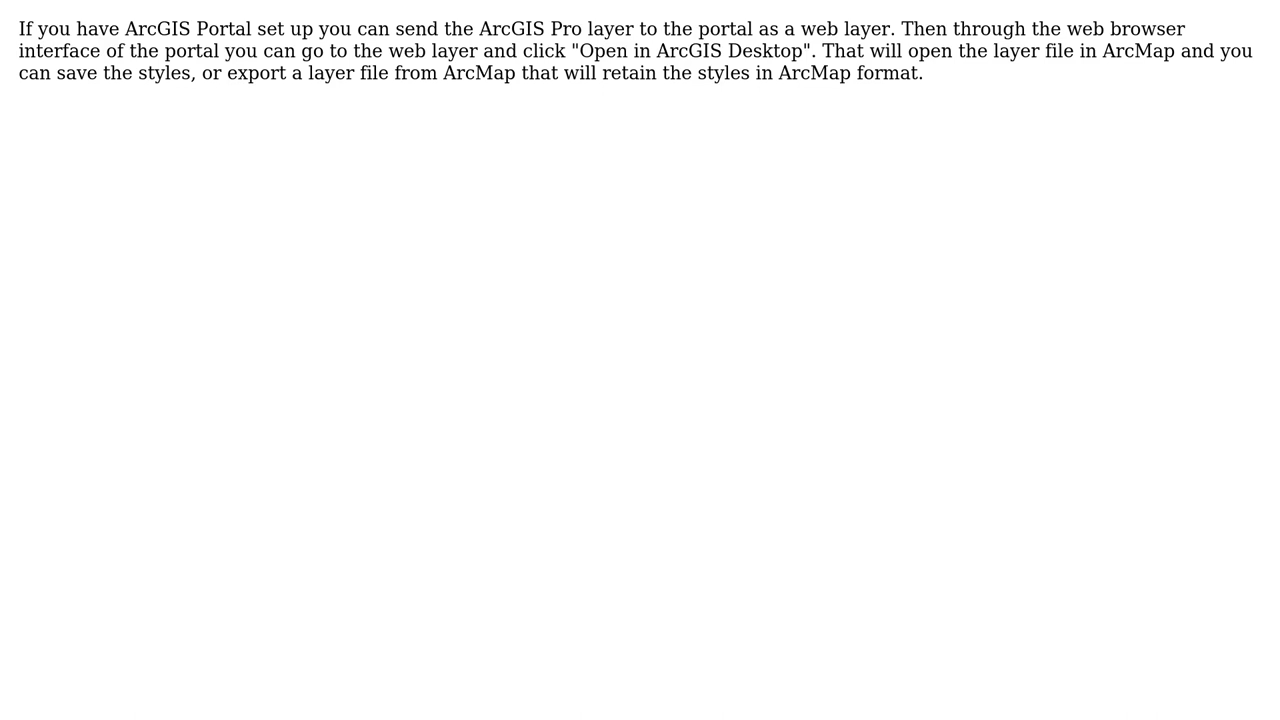 If you have ArcGIS Portal set up you can send the ArcGIS Pro layer to the portal as a web layer. Then through the web browser
interface of the portal you can go to the web layer and click "Open in ArcGIS Desktop". That will open the layer file in ArcMap and you
can save the styles, or export a layer file from ArcMap that will retain the styles in ArcMap format.